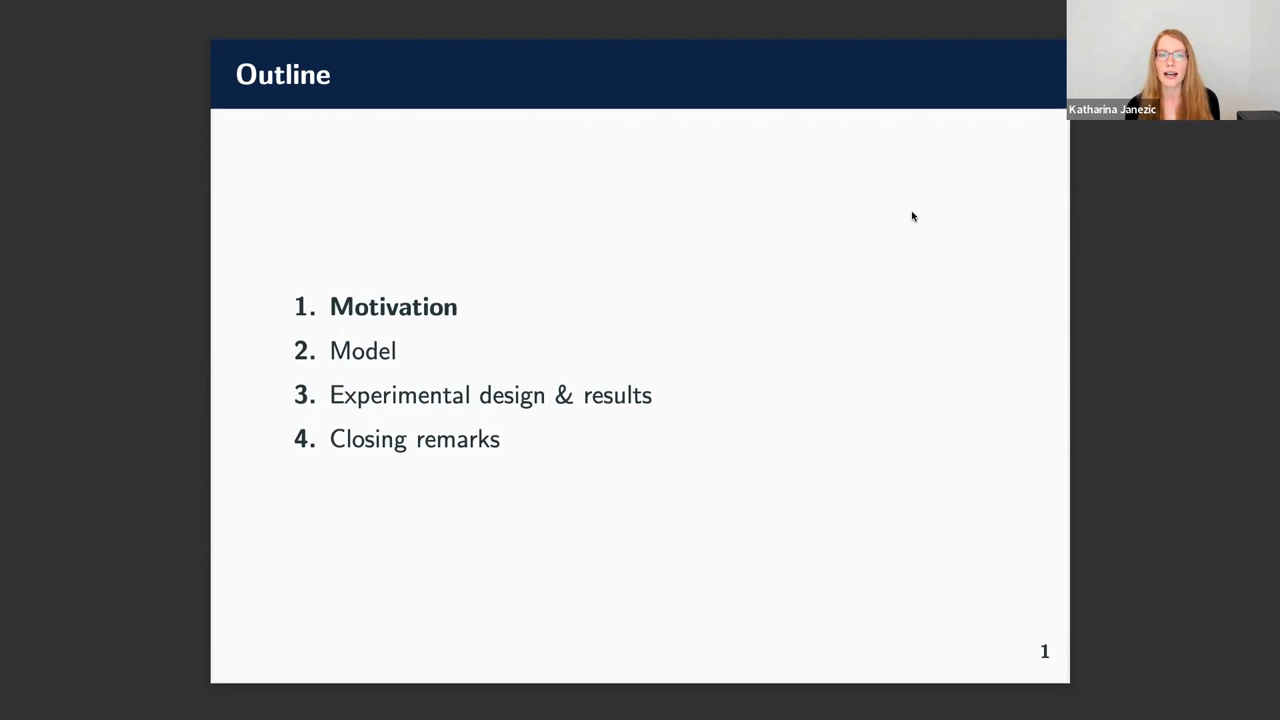 Outline
Katharina Janezic
1. Motivation
2. Model
3. Experimental design & results
4. Closing remarks
1